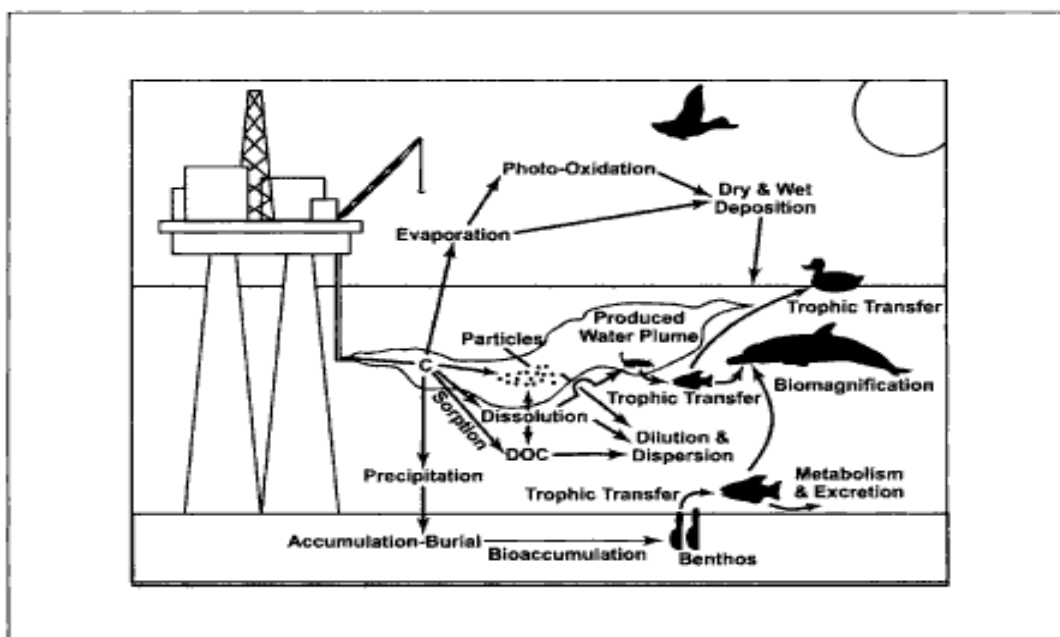 Photo-Oxidation
Dry & Wet
Deposition
Evaporation
Trophic Transfer
Produced
Water Plume
Particles
C
Biomagnification
Trophic Transfer
Sorption
Dissolution
Dilution &
Dispersion
DOC
Precipitation
Metabolism
& Excretion
Trophic Transfer
Accumulation-Burial
Bioaccumulation
Benthos